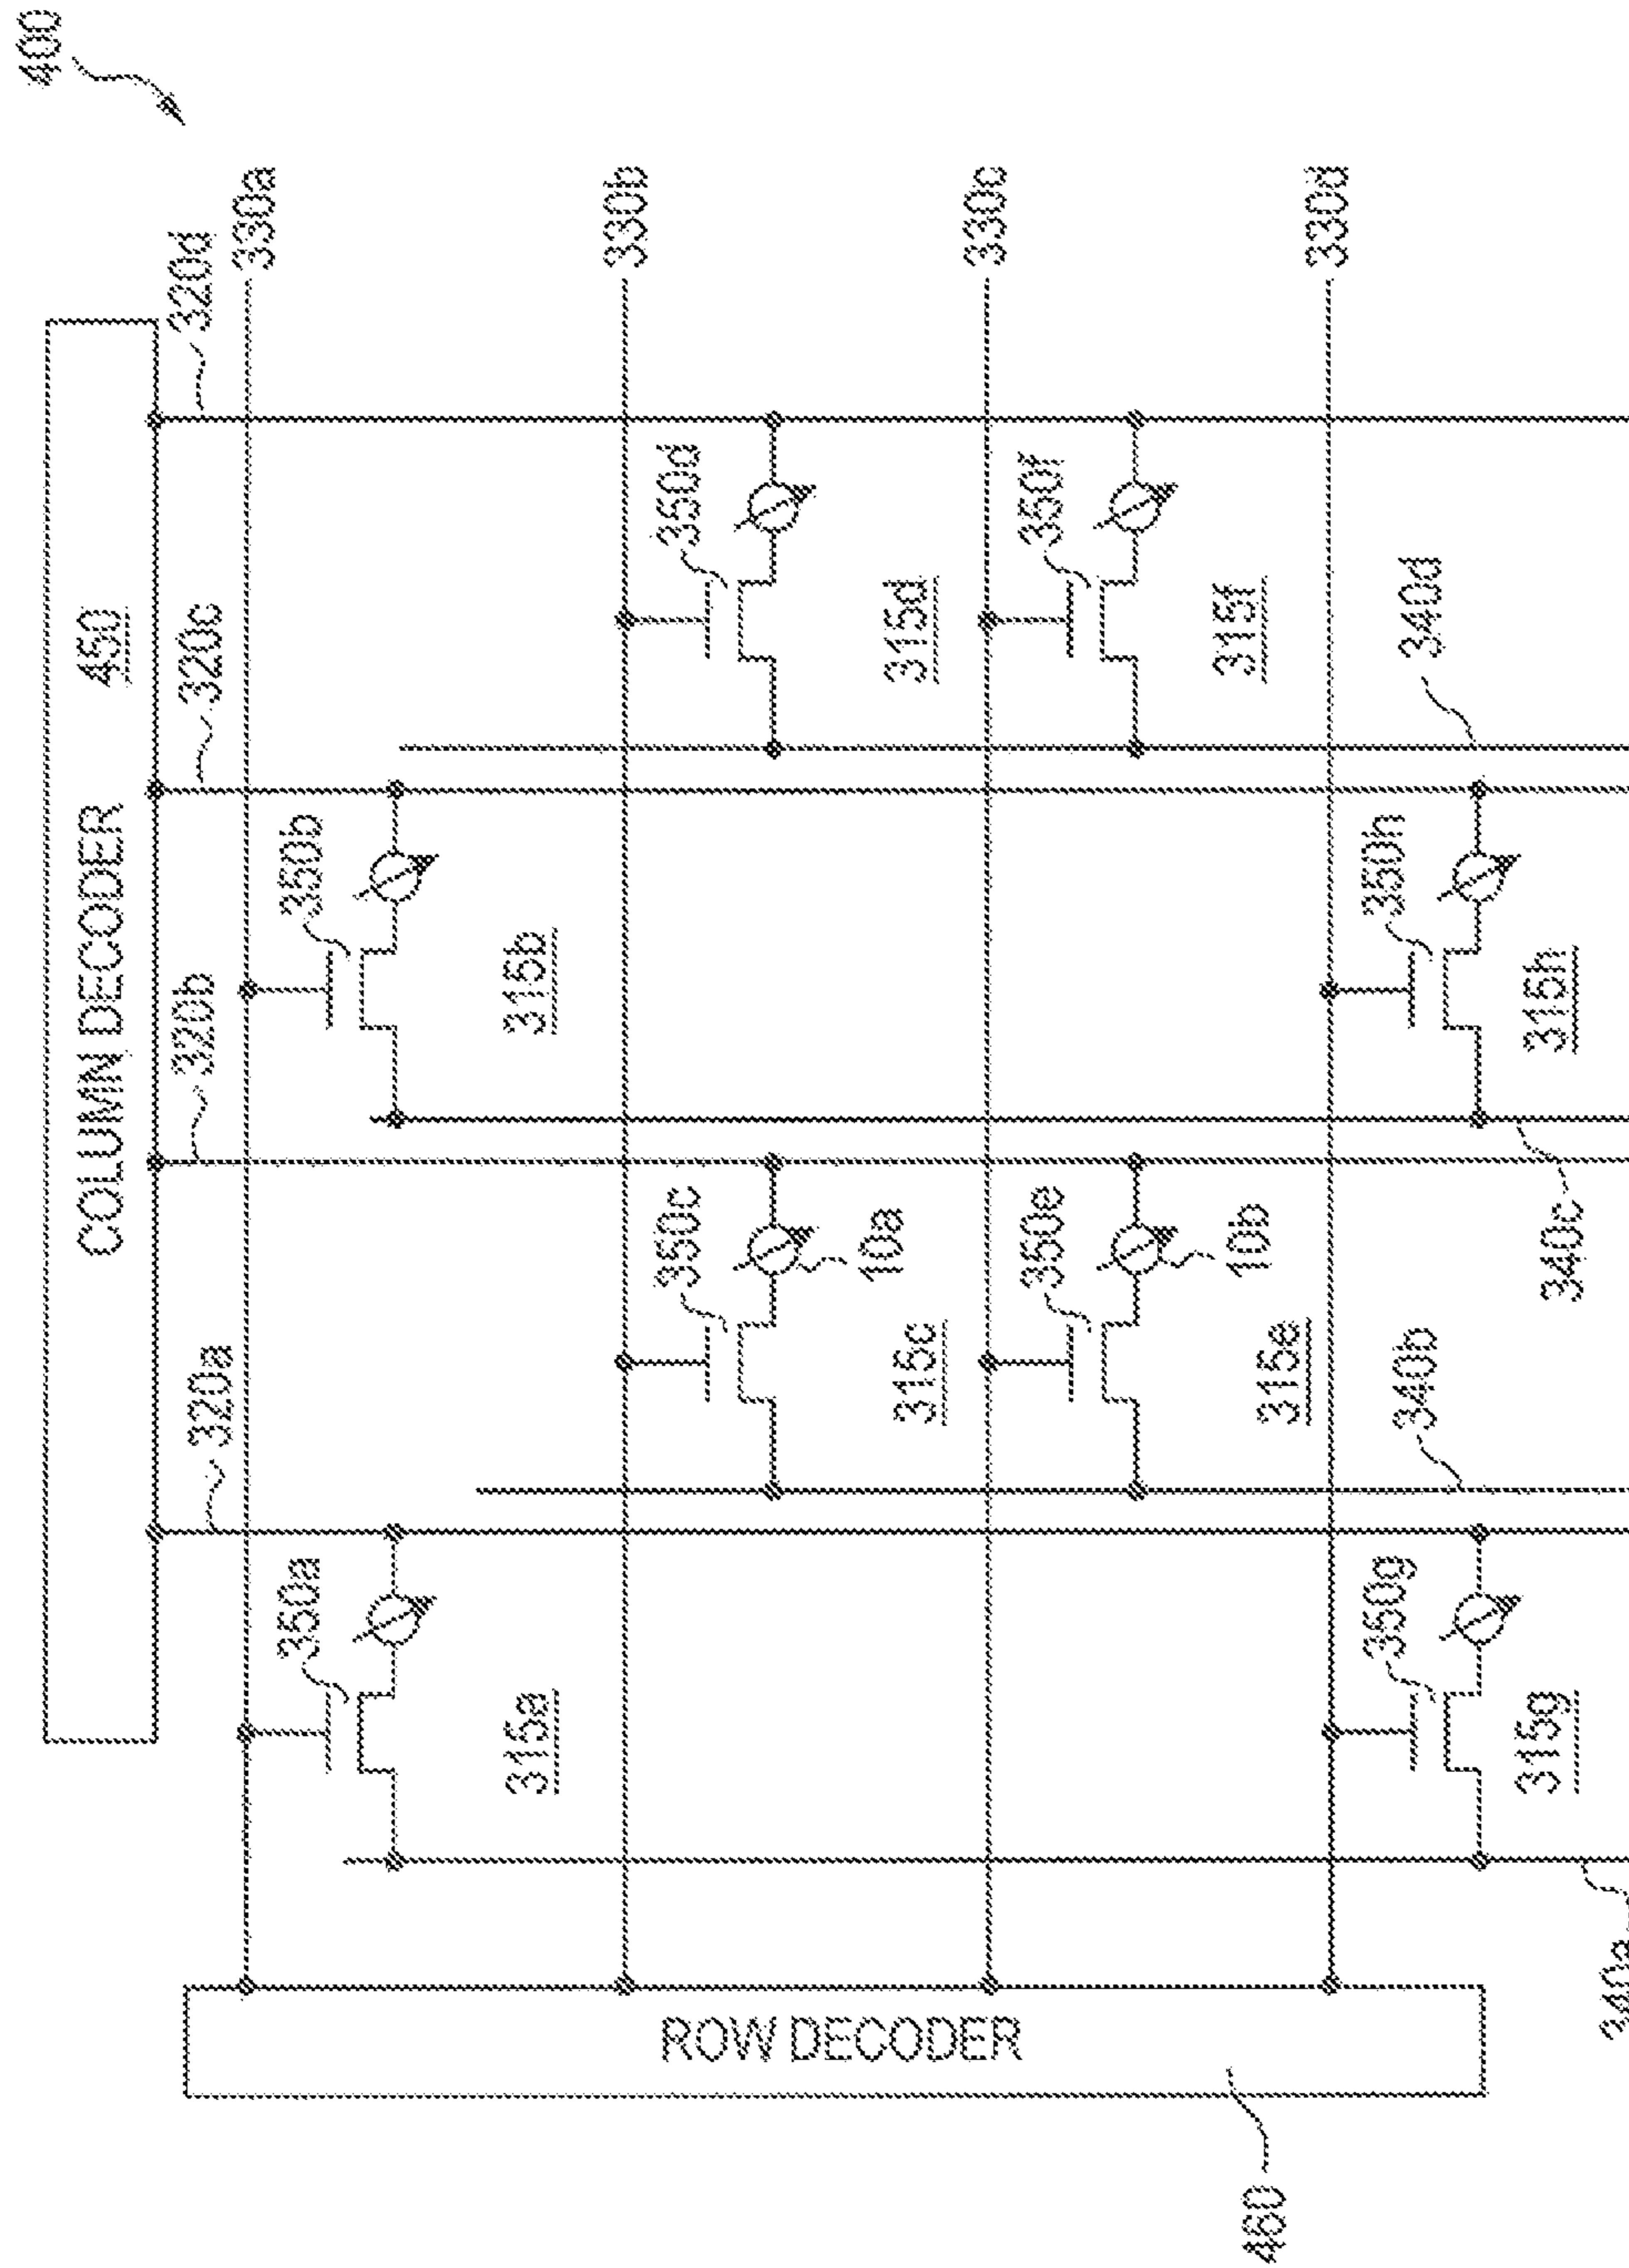 400
COLUMN DECODER 450
320a
320b
320c
320d
330a
350a
350b
315a
315b
330b
350c
350d
10a
315c
315d
330c
350e
350f
10b
315e
315f
330d
340b
340d
350g
350h
315g
315h
340a
340c
ROW DECODER
460